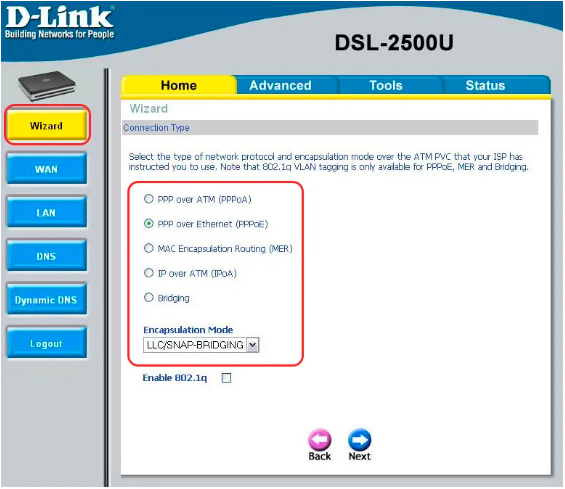 D-Link
Building Networks for People
DSL-2500U
Home Advanced Tools Status
Wizard
WAN
LAN
DNS
Dynamic DNS
Logout
Wizard
Connection Type
Select the type of network protocol and encapsulation mode over the ATM PVC that your ISP has
instructed you to use. Note that 802.1q VLAN tagging is only available for PPPoE, MER and Bridging.
PPP over ATM (PPPoA)
PPP over Ethernet (PPPoE)
MAC Encapsulation Routing (MER)
IP over ATM (IPoA)
Bridging
Encapsulation Mode
LLC/SNAP-BRIDGING
Enable 802.1q
Back Next